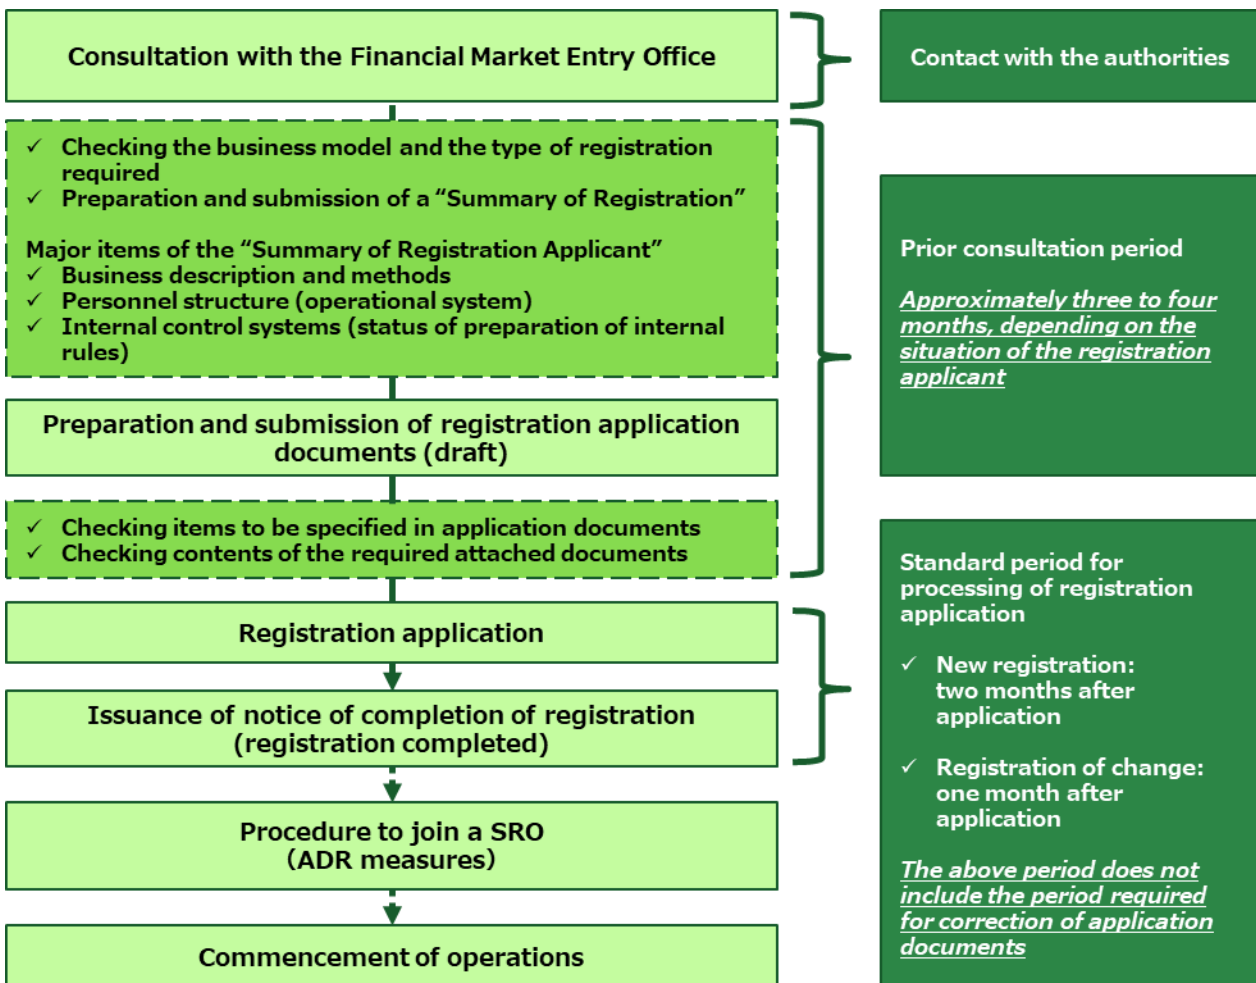 Consultation with the Financial Market Entry Office
Contact with the authorities
✓ Checking the business model and the type of registration
required
✓ Preparation and submission of a “Summary of Registration”
Major items of the “Summary of Registration Applicant”
✓ Business description and methods
✓ Personnel structure (operational system)
✓ Internal control systems (status of preparation of internal
rules)
Preparation and submission of registration application
documents (draft)
✓ Checking items to be specified in application documents
✓ Checking contents of the required attached documents
Prior consultation period
Approximately three to four
months, depending on the
situation of the registration
applicant
Registration application
Issuance of notice of completion of registration
(registration completed)
Standard period for
processing of registration
application
✓ New registration:
two months after
application
✓ Registration of change:
one month after
application
The above period does not
include the period required
for correction of application
documents
Procedure to join a SRO
(ADR measures)
Commencement of operations